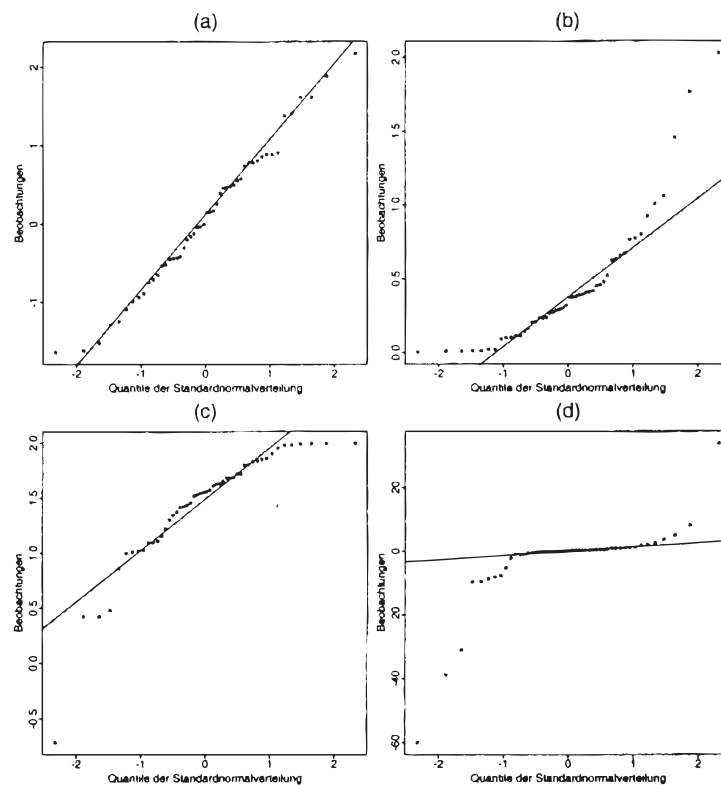 (a)
Beobachtungen
2
1
0
-1
-2 -1 0 1 2
Quantile der Standardnormalverteilung
(b)
Beobachtungen
2.0
1.5
1.0
0.5
0.0
-2 -1 0 1 2
Quantile der Standardnormalverteilung
(c)
Beobachtungen
2.0
1.5
1.0
0.5
0.0
-0.5
-2 -1 0 1 2
Quantile der Standardnormalverteilung
(d)
Beobachtungen
20
0
-20
-40
-60
-2 -1 0 1 2
Quantile der Standardnormalverteilung